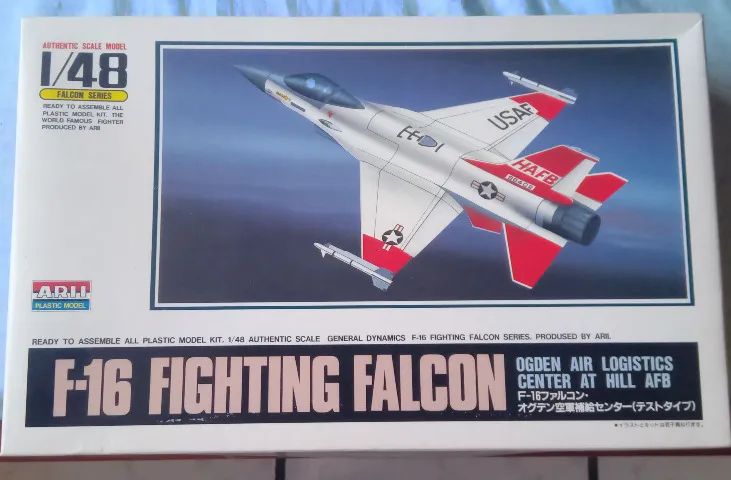 AUTHENTIC SCALE MODEL
1/48
FALCON SERIES
READY TO ASSEMBLE ALL
PLASTIC MODEL KIT. THE
WORLD FAMOUS FIGHTER
PRODUCED BY ARII
USAF
HAFB
ARII
PLASTIC MODEL
READY TO ASSEMBLE ALL PLASTIC MODEL KIT. 1/48 AUTHENTIC SCALE GENERAL DYNAMICS F-16 FIGHTING FALCON SERIES. PRODUSED BY ARII.
F-16 FIGHTING FALCON
OGDEN AIR LOGISTICS
CENTER AT HILL AFB
F-16ファルコン・
オグデン空軍補給センター(テストタイプ)